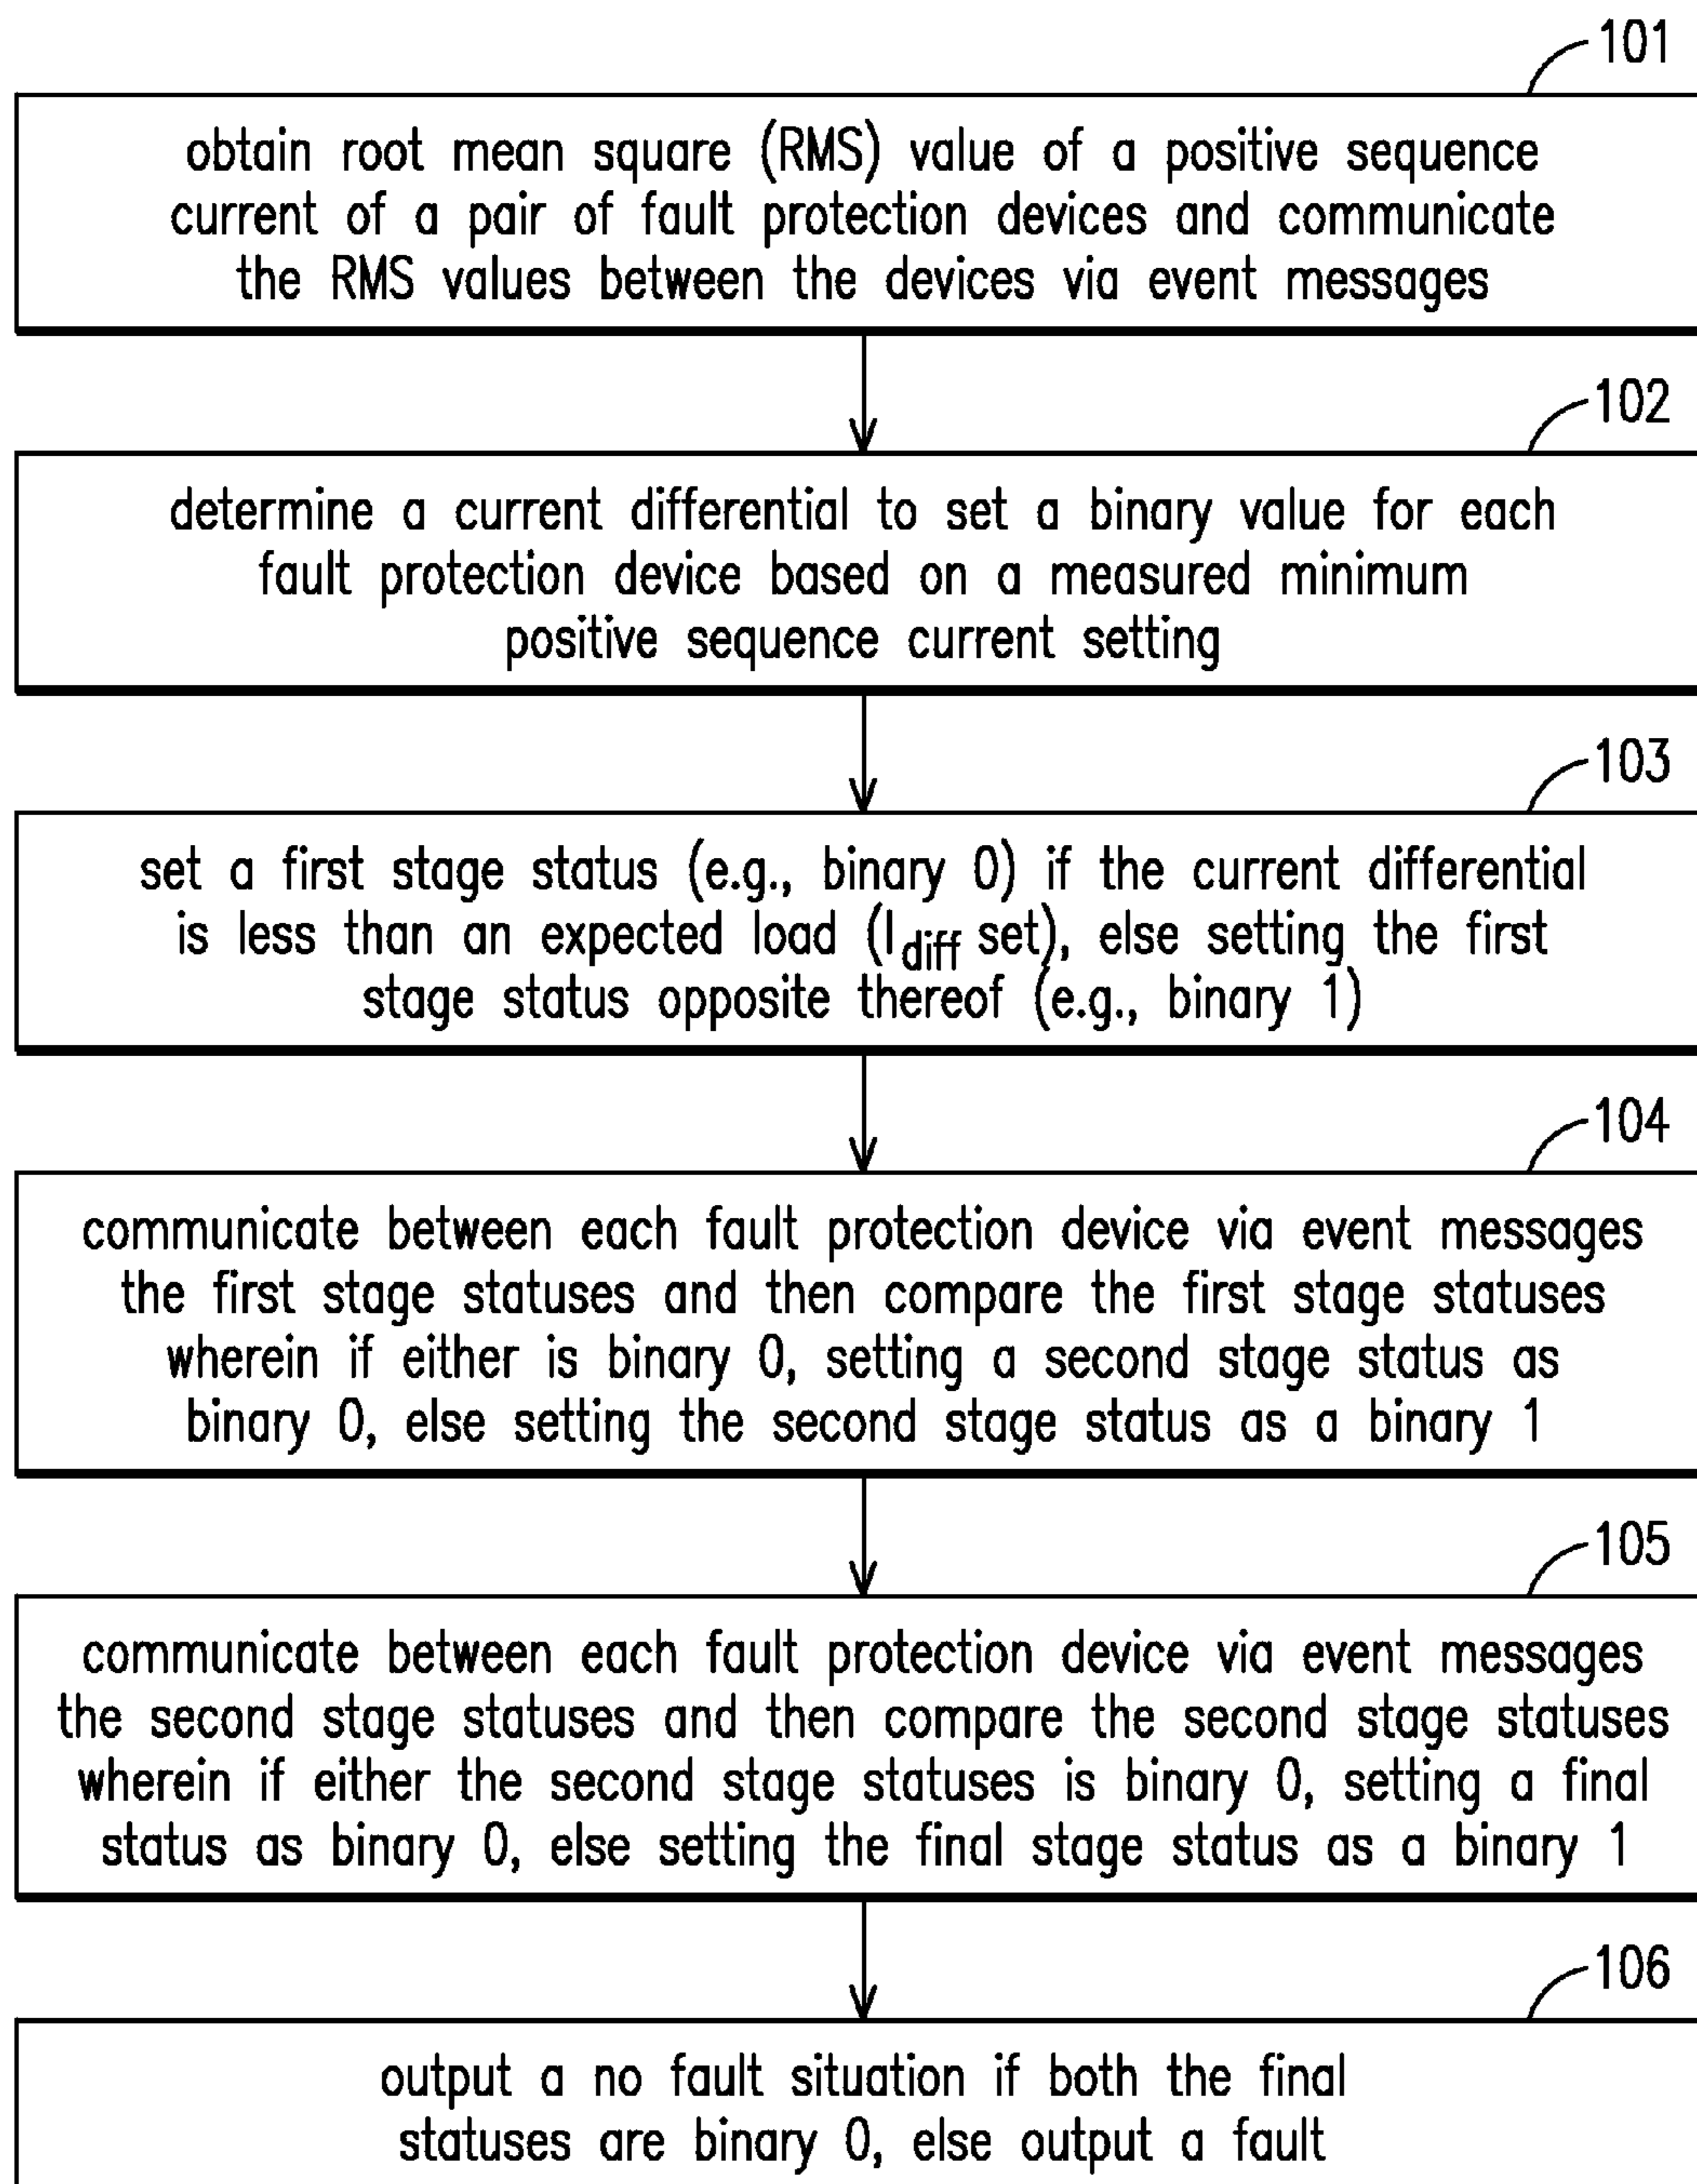 101
obtain root mean square (RMS) value of a positive sequence
current of a pair of fault protection devices and communicate
the RMS values between the devices via event messages
102
determine a current differential to set a binary value for each
fault protection device based on a measured minimum
positive sequence current setting
103
set a first stage status (e.g., binary 0) if the current differential
is less than an expected load (Idiff set), else setting the first
stage status opposite thereof (e.g., binary 1)
104
communicate between each fault protection device via event messages
the first stage statuses and then compare the first stage statuses
wherein if either is binary 0, setting a second stage status as
binary 0, else setting the second stage status as a binary 1
105
communicate between each fault protection device via event messages
the second stage statuses and then compare the second stage statuses
wherein if either the second stage statuses is binary 0, setting a final
status as binary 0, else setting the final stage status as a binary 1
106
output a no fault situation if both the final
statuses are binary 0, else output a fault